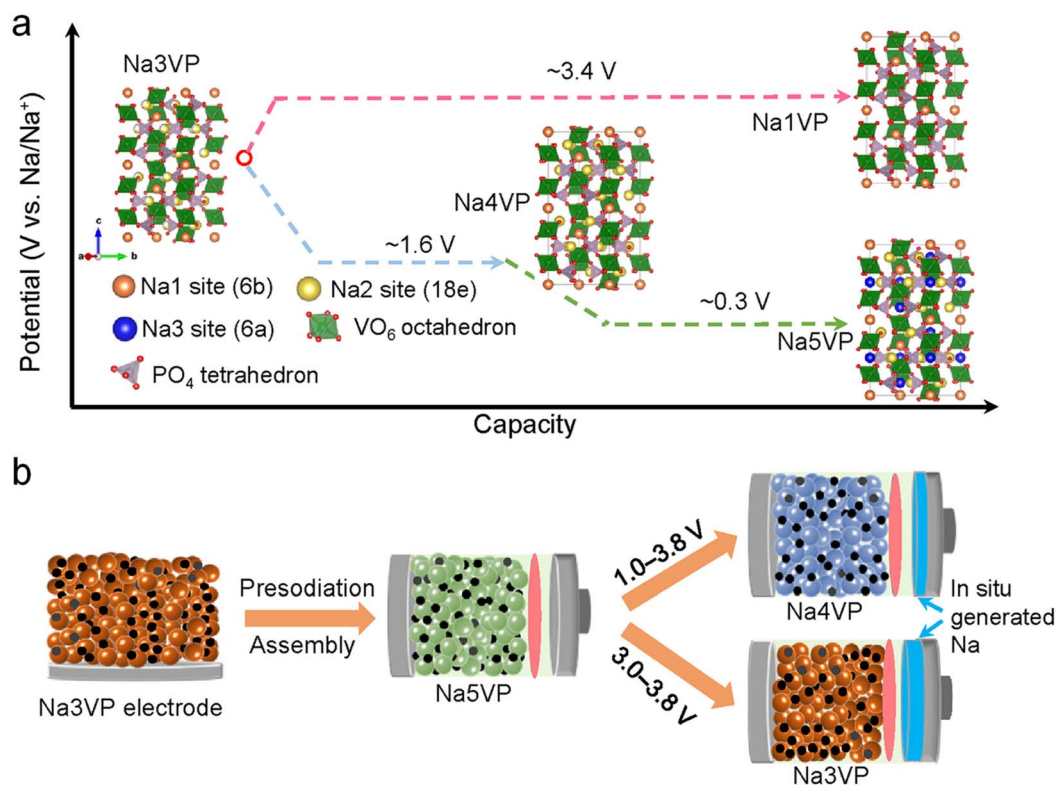 a
Potential (V vs. Na/Na⁺)
Na3VP
~3.4 V
Na1VP
Na4VP
~1.6 V
~0.3 V
Na5VP
c
a
b
Na1 site (6b)
Na2 site (18e)
Na3 site (6a)
VO₆ octahedron
PO₄ tetrahedron
Capacity
b
Na3VP electrode
Presodiation
Assembly
Na5VP
1.0–3.8 V
3.0–3.8 V
Na4VP
In situ
generated
Na
Na3VP